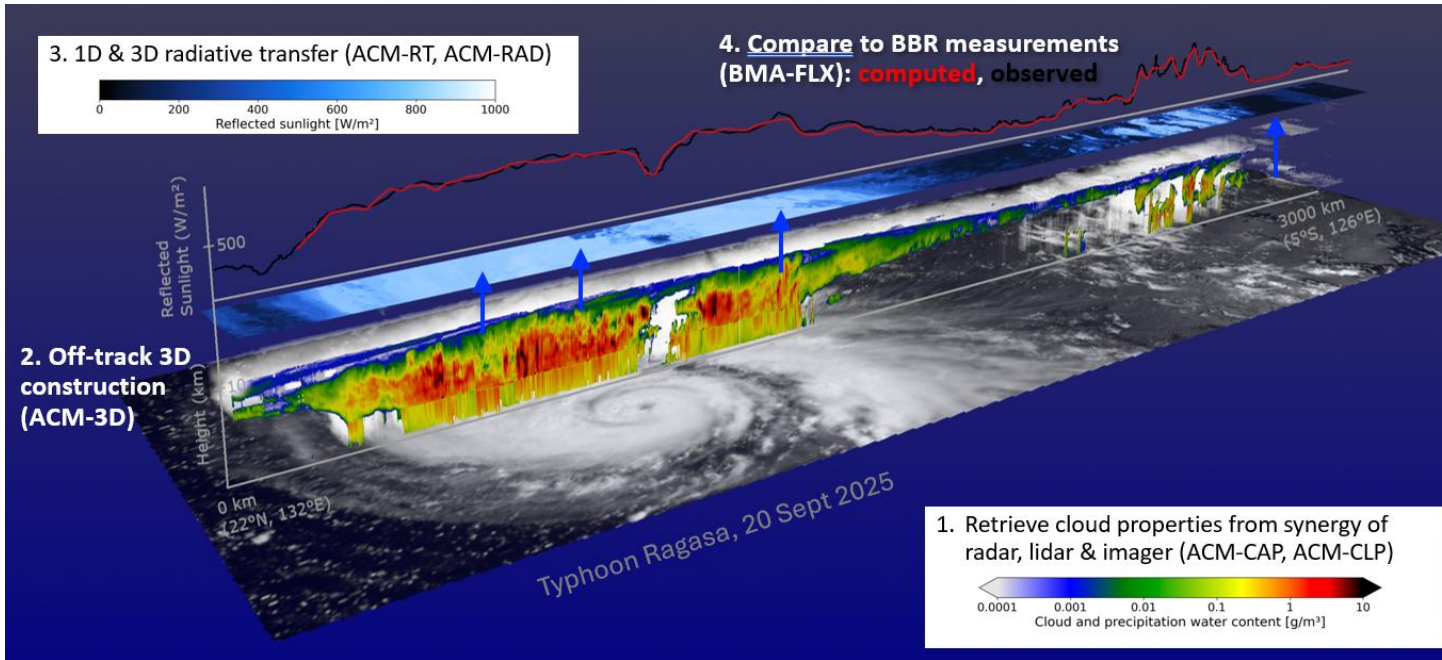 3. 1D & 3D radiative transfer (ACM-RT, ACM-RAD)
0 200 400 600 800 1000
Reflected sunlight [W/m²]
4. Compare to BBR measurements
(BMA-FLX): computed, observed
Reflected
Sunlight (W/m²)
500
2. Off-track 3D
construction
(ACM-3D)
10
Height (km)
0 km
(22°N, 132°E)
3000 km
(5°S, 126°E)
Typhoon Ragasa, 20 Sept 2025
1. Retrieve cloud properties from synergy of
radar, lidar & imager (ACM-CAP, ACM-CLP)
0.0001 0.001 0.01 0.1 1 10
Cloud and precipitation water content [g/m³]